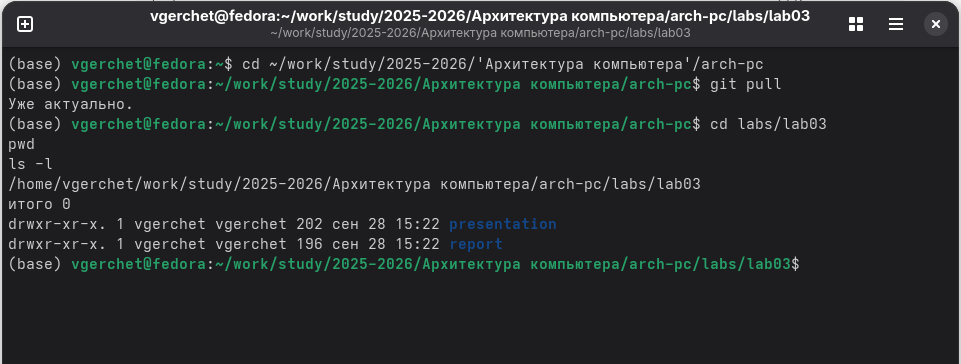 vgerchet@fedora:~/work/study/2025-2026/Архитектура компьютера/arch-pc/labs/lab03
~/work/study/2025-2026/Архитектура компьютера/arch-pc/labs/lab03
(base) vgerchet@fedora:~$ cd ~/work/study/2025-2026/'Архитектура компьютера'/arch-pc
(base) vgerchet@fedora:~/work/study/2025-2026/Архитектура компьютера/arch-pc$ git pull
Уже актуально.
(base) vgerchet@fedora:~/work/study/2025-2026/Архитектура компьютера/arch-pc$ cd labs/lab03
pwd
ls -l
/home/vgerchet/work/study/2025-2026/Архитектура компьютера/arch-pc/labs/lab03
итого 0
drwxr-xr-x. 1 vgerchet vgerchet 202 сен 28 15:22 presentation
drwxr-xr-x. 1 vgerchet vgerchet 196 сен 28 15:22 report
(base) vgerchet@fedora:~/work/study/2025-2026/Архитектура компьютера/arch-pc/labs/lab03$